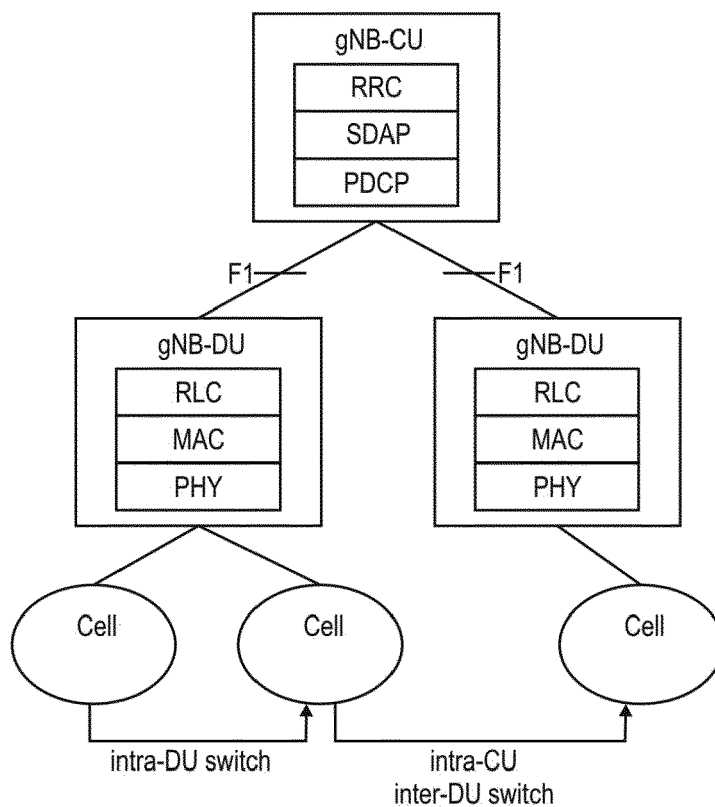 gNB-CU
RRC
SDAP
PDCP
F1
F1
gNB-DU
gNB-DU
RLC
RLC
MAC
MAC
PHY
PHY
Cell
Cell
Cell
intra-DU switch
intra-CU
inter-DU switch